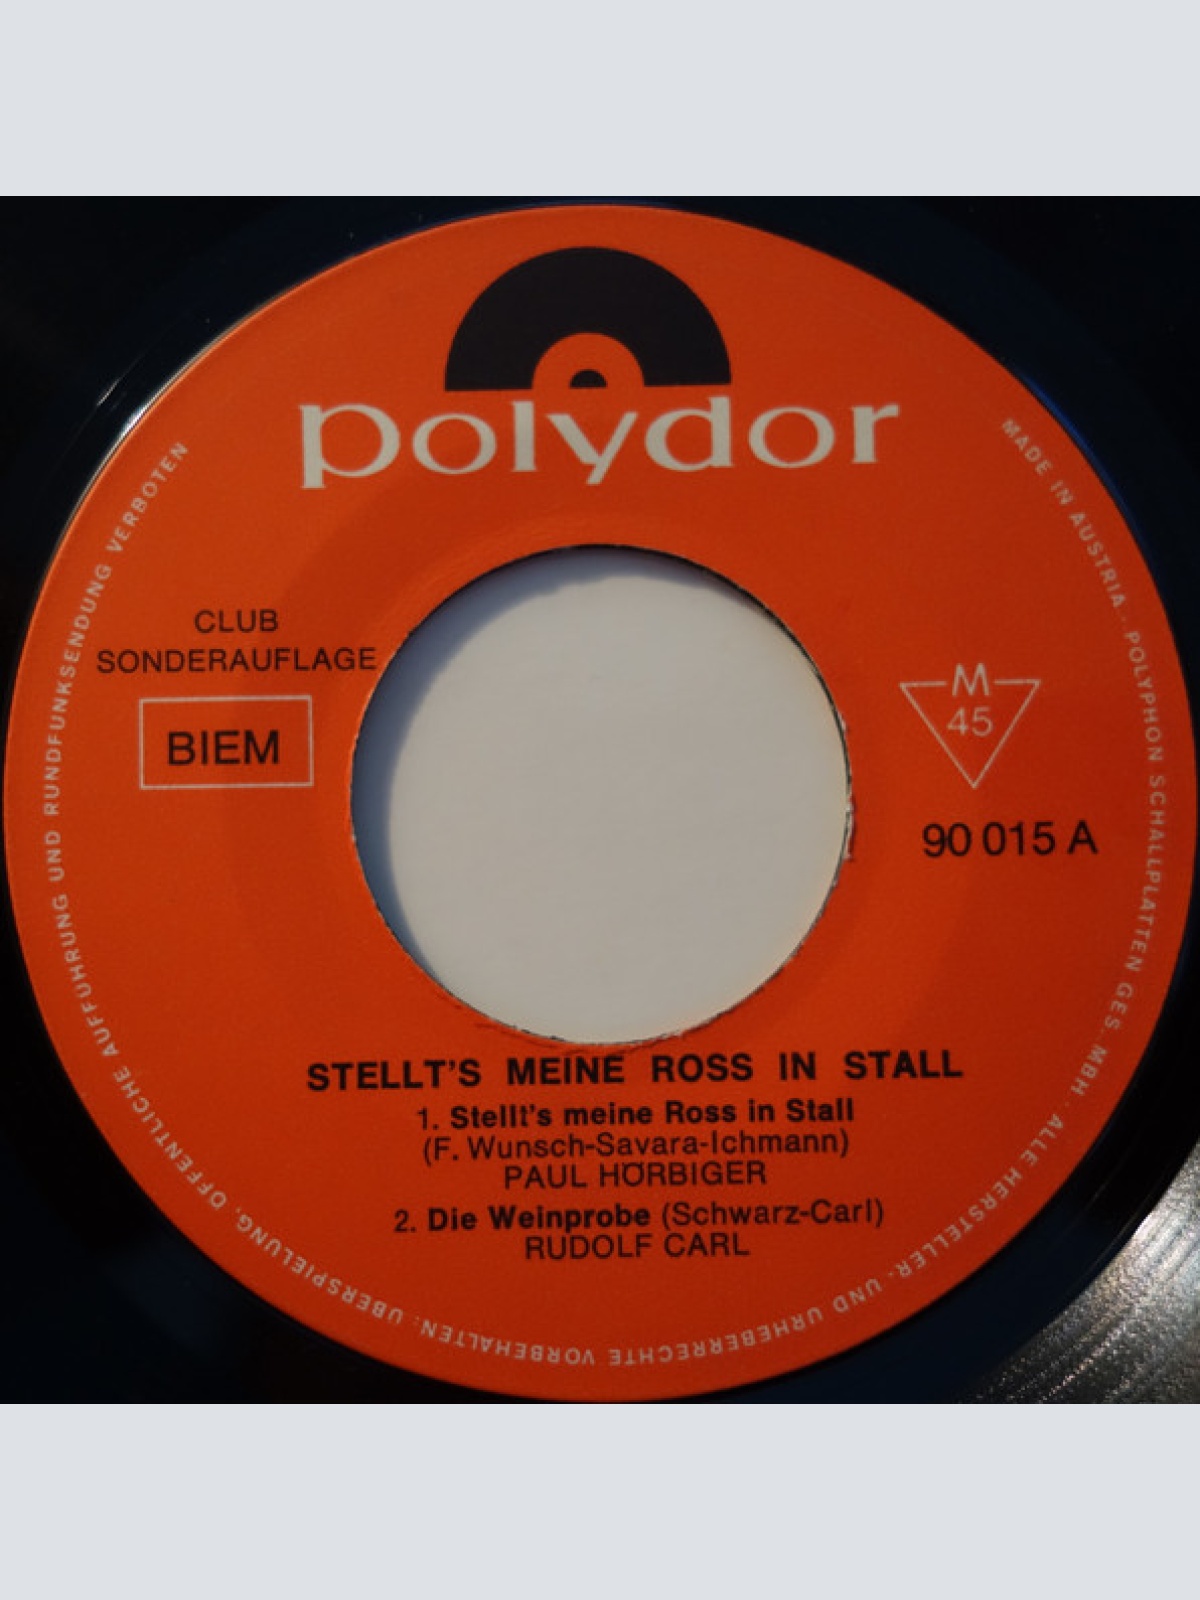 polydor
CLUB
SONDERAUFLAGE
BIEM
M
45
90 015 A
STELLT'S MEINE ROSS IN STALL
1. Stellt's meine Ross in Stall
(F. Wunsch-Savara-Ichmann)
PAUL HÖRBIGER
2. Die Weinprobe (Schwarz-Carl)
RUDOLF CARL
MADE IN AUSTRIA · POLYPHON SCHALLPLATTEN GES. MBH · ALLE HERSTELLER- UND URHEBERRECHTE VORBEHALTEN: ÜBERSPIELUNG, ÖFFENTLICHE AUFFÜHRUNG UND RUNDFUNKSENDUNG VERBOTEN